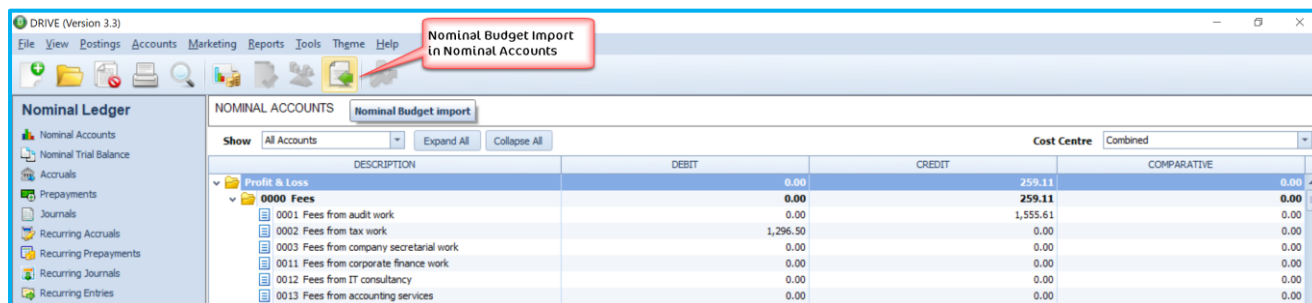 DRIVE (Version 3.3)
File View Postings Accounts Marketing Reports Tools Theme Help
Nominal Budget Import
in Nominal Accounts
Nominal Ledger
Nominal Accounts
Nominal Trial Balance
Accruals
Prepayments
Journals
Recurring Accruals
Recurring Prepayments
Recurring Journals
Recurring Entries
NOMINAL ACCOUNTS
Nominal Budget import
Show All Accounts Expand All Collapse All Cost Centre Combined
DESCRIPTION DEBIT CREDIT COMPARATIVE
Profit & Loss 0.00 259.11 0.00
0000 Fees 0.00 259.11 0.00
0001 Fees from audit work 0.00 1,555.61 0.00
0002 Fees from tax work 1,296.50 0.00 0.00
0003 Fees from company secretarial work 0.00 0.00 0.00
0011 Fees from corporate finance work 0.00 0.00 0.00
0012 Fees from IT consultancy 0.00 0.00 0.00
0013 Fees from accounting services 0.00 0.00 0.00